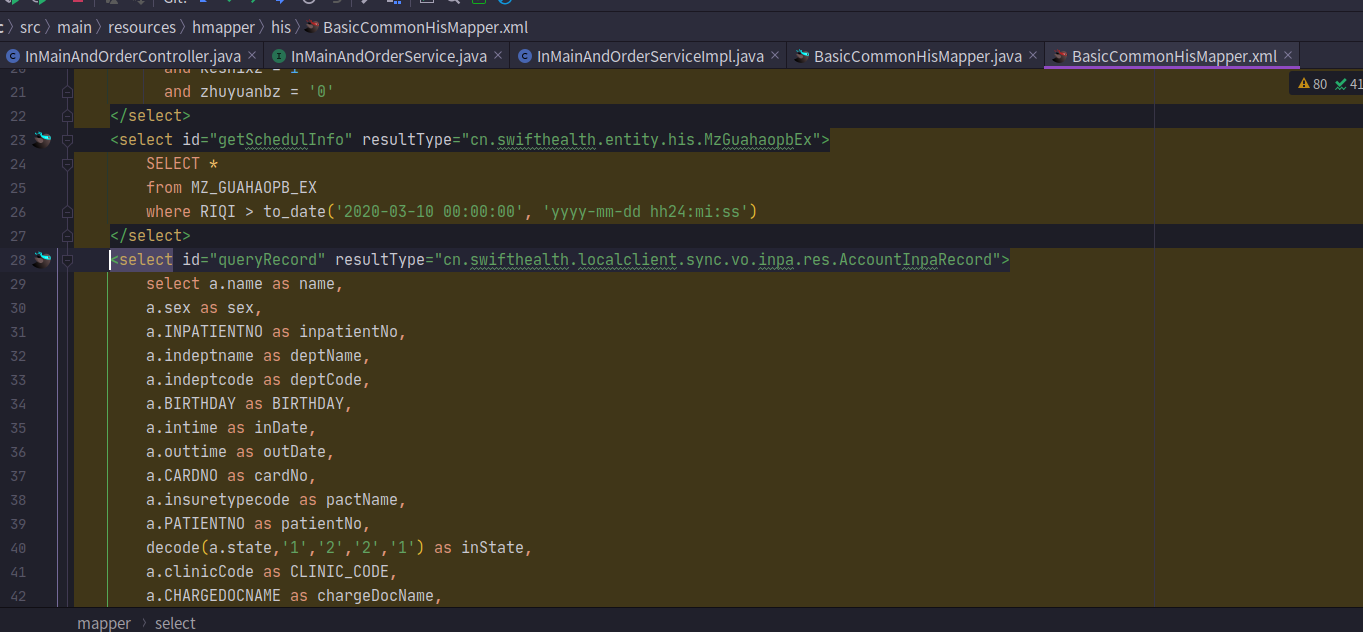 src main resources hmapper his BasicCommonHisMapper.xml
InMainAndOrderController.java InMainAndOrderService.java InMainAndOrderServiceImpl.java BasicCommonHisMapper.java BasicCommonHisMapper.xml
80 41
21 and zhuyuanbz = '0'
22 </select>
23 <select id="getSchedulInfo" resultType="cn.swifthealth.entity.his.MzGuahaopbEx">
24 SELECT *
25 from MZ_GUAHAOPB_EX
26 where RIQI > to_date('2020-03-10 00:00:00', 'yyyy-mm-dd hh24:mi:ss')
27 </select>
28 <select id="queryRecord" resultType="cn.swifthealth.localclient.sync.vo.inpa.res.AccountInpaRecord">
29 select a.name as name,
30 a.sex as sex,
31 a.INPATIENTNO as inpatientNo,
32 a.indeptname as deptName,
33 a.indeptcode as deptCode,
34 a.BIRTHDAY as BIRTHDAY,
35 a.intime as inDate,
36 a.outtime as outDate,
37 a.CARDNO as cardNo,
38 a.insuretypecode as pactName,
39 a.PATIENTNO as patientNo,
40 decode(a.state,'1','2','2','1') as inState,
41 a.clinicCode as CLINIC_CODE,
42 a.CHARGEDOCNAME as chargeDocName,
mapper select